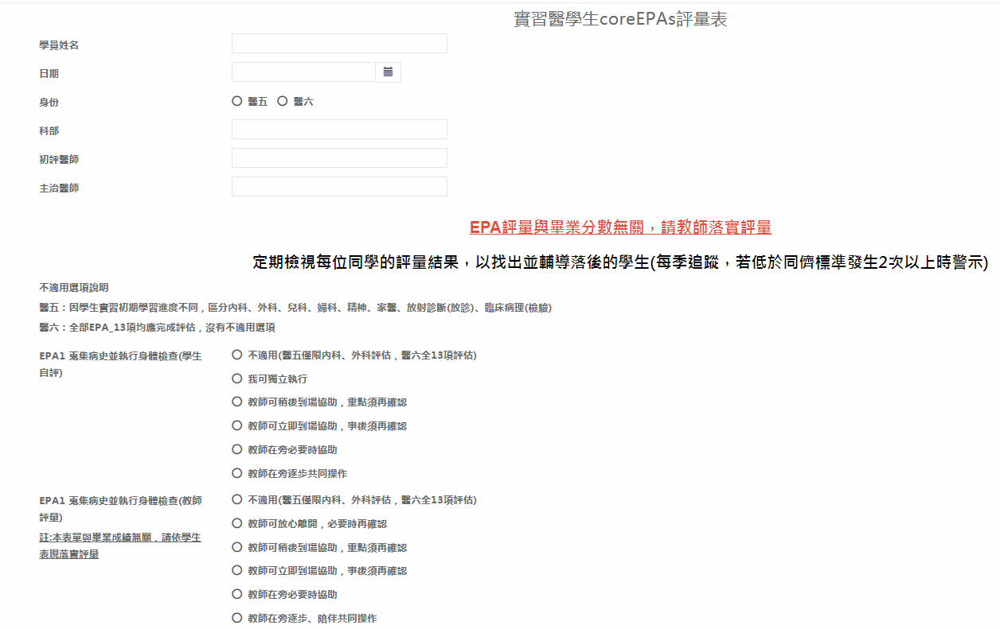 實習醫學生coreEPAs評量表
學員姓名
日期
身份
醫五 醫六
科部
初評醫師
主治醫師
EPA評量與畢業分數無關，請教師落實評量
定期檢視每位同學的評量結果，以找出並輔導落後的學生(每季追蹤，若低於同儕標準發生2次以上時警示)
不適用選項說明
醫五：因學生實習初期學習進度不同，區分內科、外科、兒科、婦科、精神、家醫、放射診斷(放診)、臨床病理(檢驗)
醫六：全部EPA_13項均應完成評估，沒有不適用選項
EPA1 蒐集病史並執行身體檢查(學生
自評)
不適用(醫五僅限內科、外科評估，醫六全13項評估)
我可獨立執行
教師可稍後到場協助，重點須再確認
教師可立即到場協助，事後須再確認
教師在旁必要時協助
教師在旁逐步共同操作
EPA1 蒐集病史並執行身體檢查(教師
評量)
註:本表單與畢業成績無關，請依學生
表現落實評量
不適用(醫五僅限內科、外科評估，醫六全13項評估)
教師可放心離開，必要時再確認
教師可稍後到場協助，重點須再確認
教師可立即到場協助，事後須再確認
教師在旁必要時協助
教師在旁逐步、陪伴共同操作